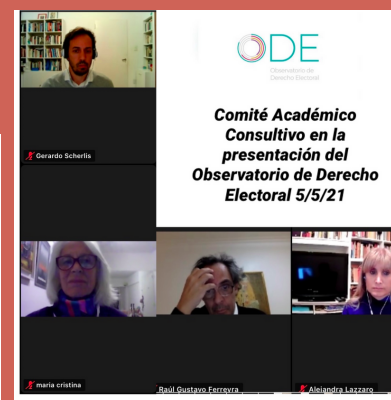 ODE
Observatorio de
Derecho Electoral
Comité Académico
Consultivo en la
presentación del
Observatorio de Derecho
Electoral 5/5/21
Gerardo Scherlis
maria cristina
Raúl Gustavo Ferreyra
Alejandra Lazzaro